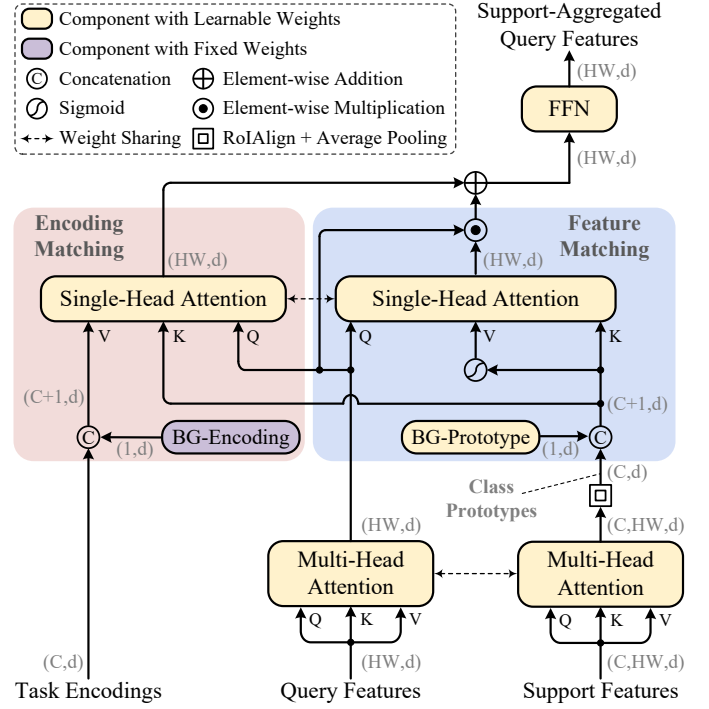 Component with Learnable Weights
Component with Fixed Weights
C Concatenation
Element-wise Addition
Sigmoid
Element-wise Multiplication
Weight Sharing
RoIAlign + Average Pooling
Support-Aggregated
Query Features
(HW,d)
FFN
(HW,d)
Encoding
Matching
Feature
Matching
(HW,d)
(HW,d)
Single-Head Attention
Single-Head Attention
V
K
Q
Q
V
K
(C+1,d)
(C+1,d)
C
(1,d)
BG-Encoding
BG-Prototype
(1,d)
C
(C,d)
Class
Prototypes
(HW,d)
(C,HW,d)
Multi-Head
Attention
Multi-Head
Attention
Q
K
V
Q
K
V
(C,d)
(HW,d)
(C,HW,d)
Task Encodings
Query Features
Support Features